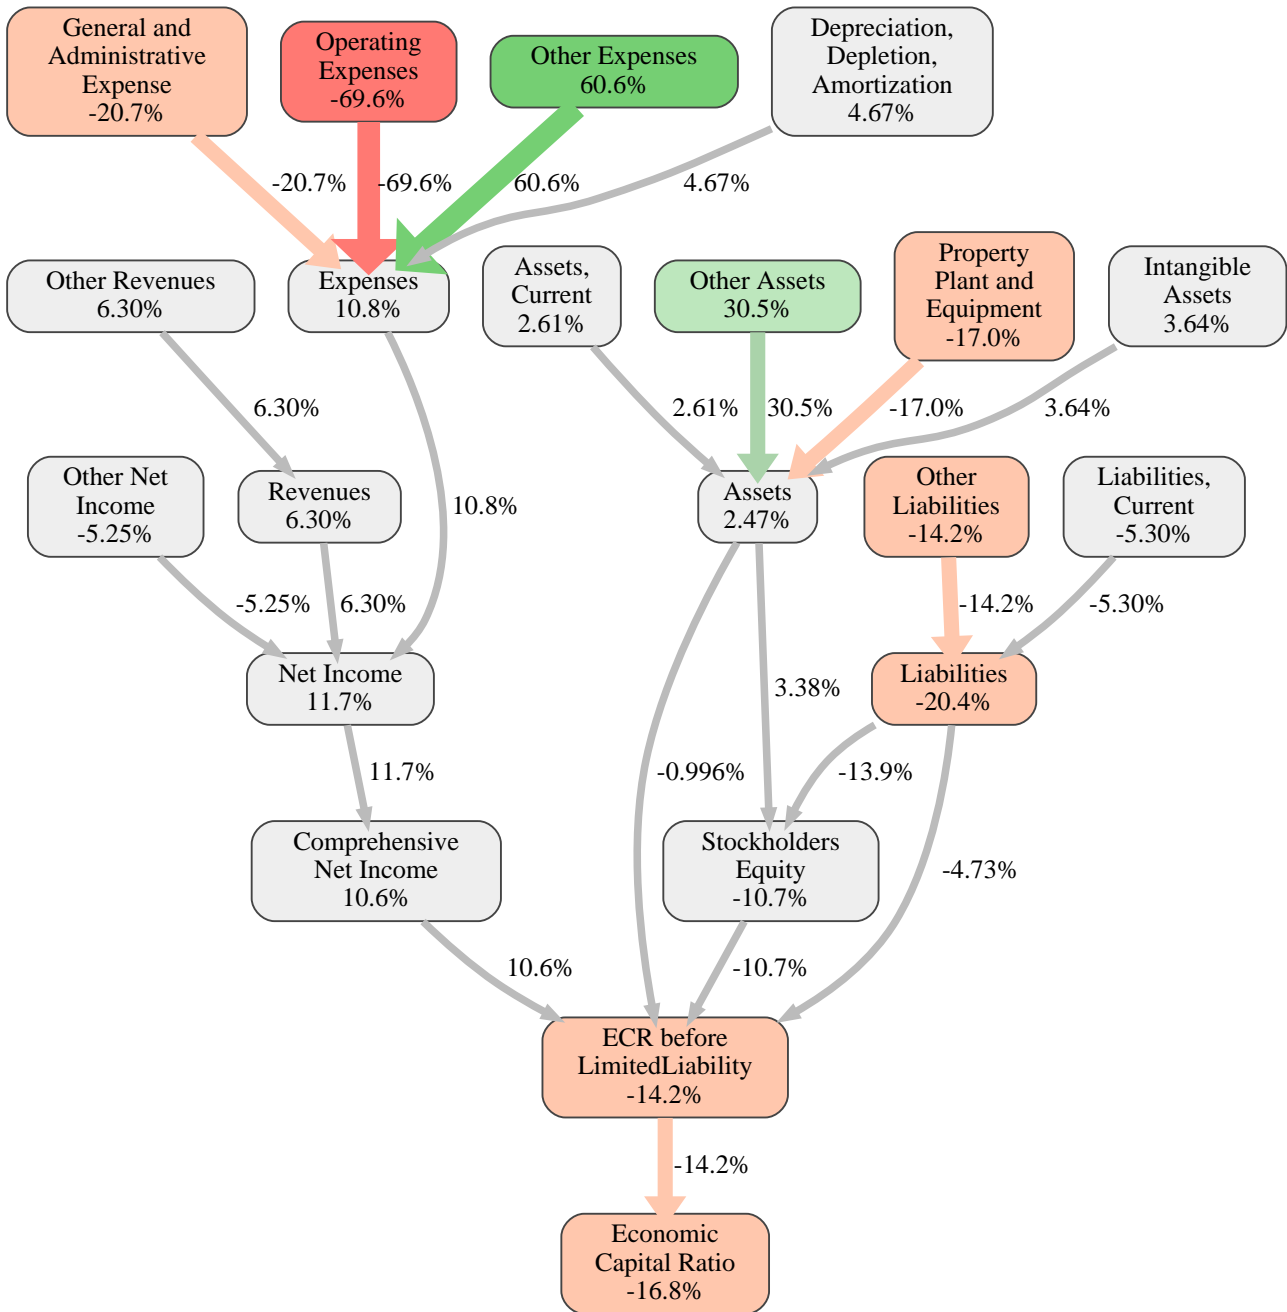 General and
Administrative
Expense
-20.7%
Operating
Expenses
-69.6%
Other Expenses
60.6%
Depreciation,
Depletion,
Amortization
4.67%
-20.7%
-69.6%
60.6%
4.67%
Other Revenues
6.30%
Expenses
10.8%
Assets,
Current
2.61%
Other Assets
30.5%
Property
Plant and
Equipment
-17.0%
Intangible
Assets
3.64%
6.30%
2.61%
30.5%
-17.0%
3.64%
Other Net
Income
-5.25%
Revenues
6.30%
10.8%
Assets
2.47%
Other
Liabilities
-14.2%
Liabilities,
Current
-5.30%
-5.25%
6.30%
-14.2%
-5.30%
Net Income
11.7%
3.38%
Liabilities
-20.4%
11.7%
-0.996%
-13.9%
Comprehensive
Net Income
10.6%
Stockholders
Equity
-10.7%
-4.73%
10.6%
-10.7%
ECR before
LimitedLiability
-14.2%
-14.2%
Economic
Capital Ratio
-16.8%